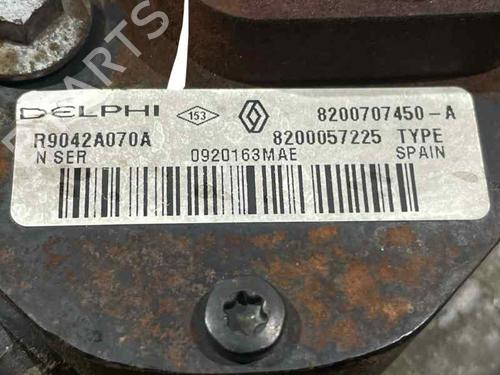 DELPHI 153 8200707450-A
R9042A070A 8200057225 TYPE
N SER 0920163MAE SPAIN